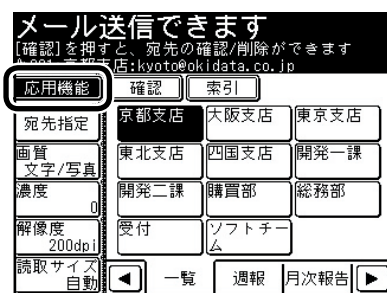 メール送信できます
[確認]を押すと、宛先の確認/削除ができます
店:kyoto@okidata.co.jp
応用機能 確認 索引
宛先指定 京都支店 大阪支店 東京支店
画質 文字/写真 東北支店 四国支店 開発一課
濃度 0 開発二課 購買部 総務部
解像度 200dpi 受付 ソフトチーム
読取サイズ 自動 一覧 週報 月次報告